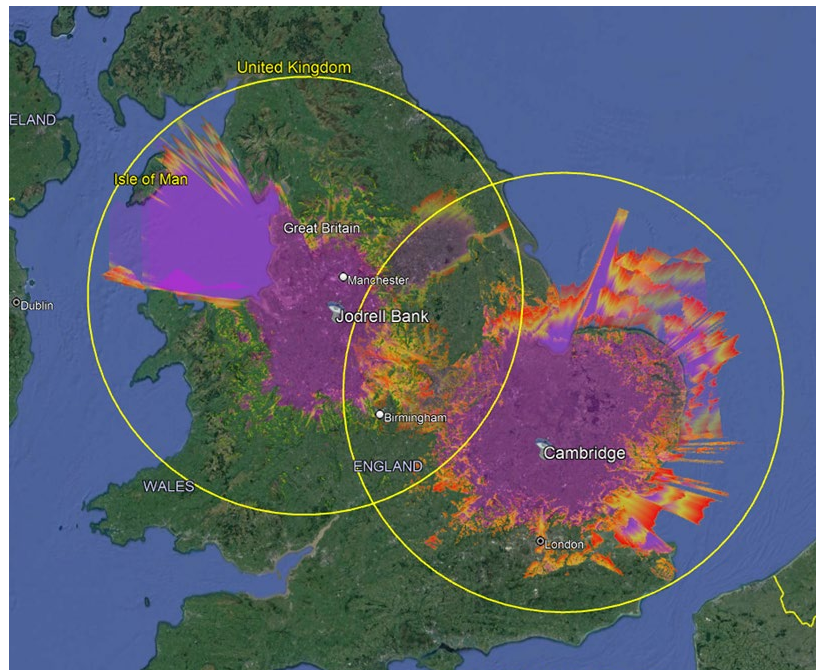 United Kingdom
ELAND
Isle of Man
Great Britain
Manchester
Dublin
Jodrell Bank
Birmingham
Cambridge
ENGLAND
WALES
London